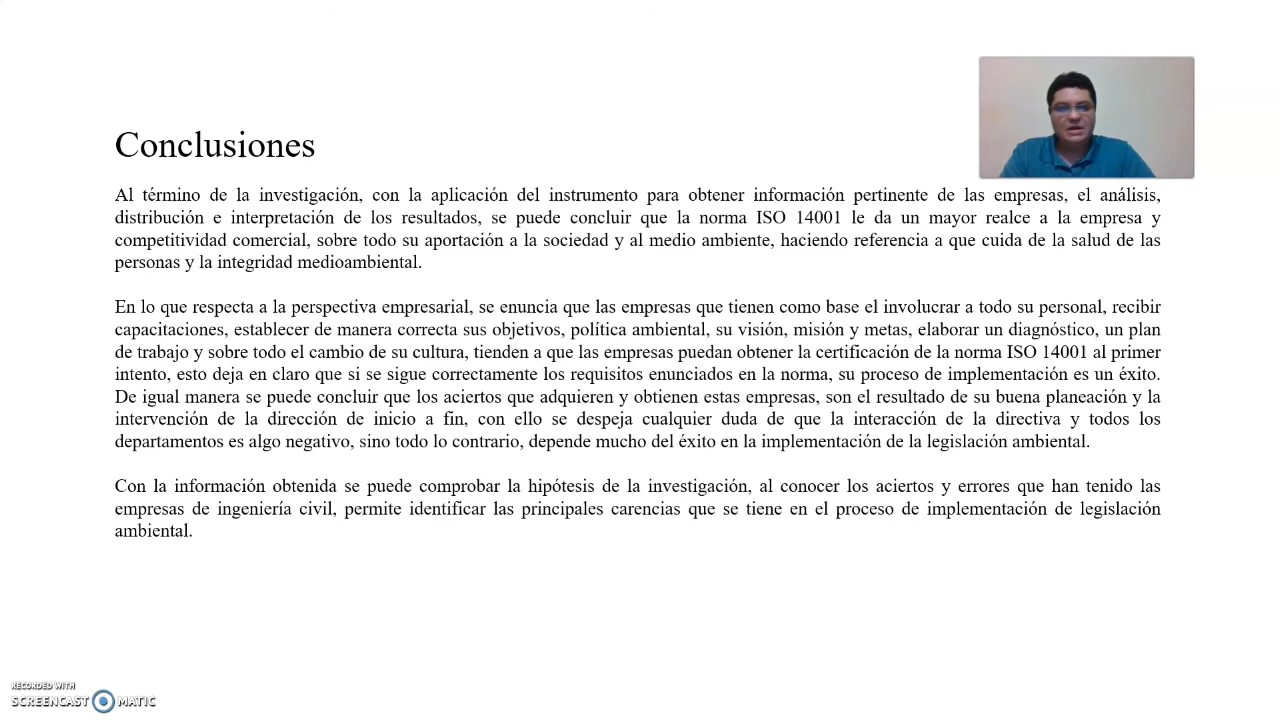 Conclusiones
Al término de la investigación, con la aplicación del instrumento para obtener información pertinente de las empresas, el análisis,
distribución e interpretación de los resultados, se puede concluir que la norma ISO 14001 le da un mayor realce a la empresa y
competitividad comercial, sobre todo su aportación a la sociedad y al medio ambiente, haciendo referencia a que cuida de la salud de las
personas y la integridad medioambiental.
En lo que respecta a la perspectiva empresarial, se enuncia que las empresas que tienen como base el involucrar a todo su personal, recibir
capacitaciones, establecer de manera correcta sus objetivos, política ambiental, su visión, misión y metas, elaborar un diagnóstico, un plan
de trabajo y sobre todo el cambio de su cultura, tienden a que las empresas puedan obtener la certificación de la norma ISO 14001 al primer
intento, esto deja en claro que si se sigue correctamente los requisitos enunciados en la norma, su proceso de implementación es un éxito.
De igual manera se puede concluir que los aciertos que adquieren y obtienen estas empresas, son el resultado de su buena planeación y la
intervención de la dirección de inicio a fin, con ello se despeja cualquier duda de que la interacción de la directiva y todos los
departamentos es algo negativo, sino todo lo contrario, depende mucho del éxito en la implementación de la legislación ambiental.
Con la información obtenida se puede comprobar la hipótesis de la investigación, al conocer los aciertos y errores que han tenido las
empresas de ingeniería civil, permite identificar las principales carencias que se tiene en el proceso de implementación de legislación
ambiental.
RECORDED WITH
SCREENCAST MATIC